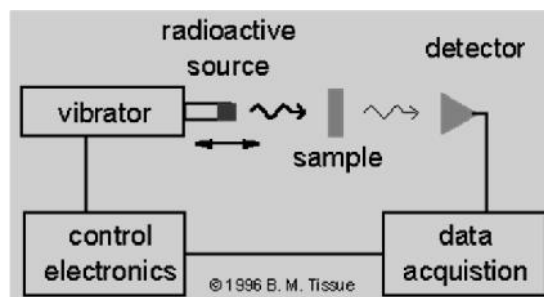 radioactive
source
detector
vibrator
sample
control
electronics
data
acquistion
© 1996 B. M. Tissue